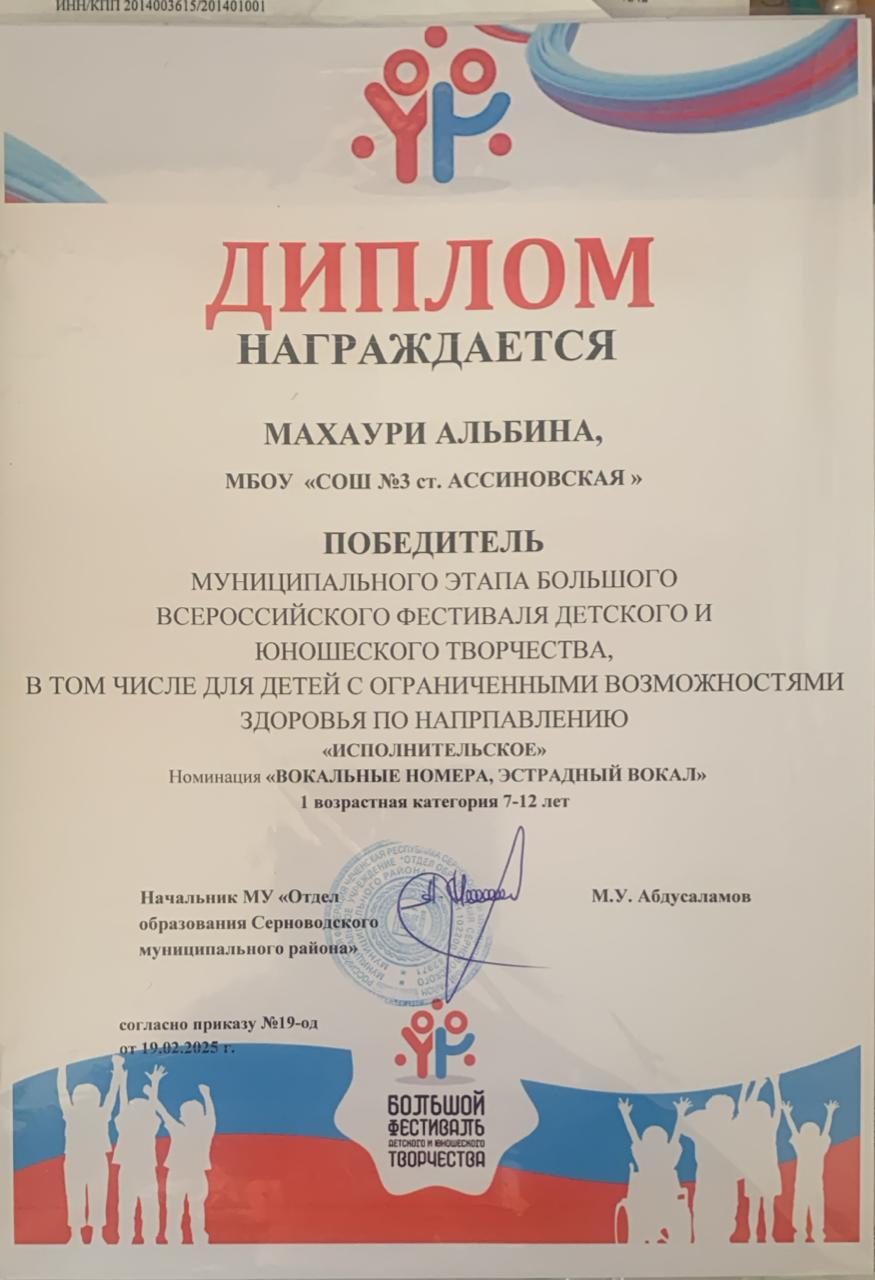 ИНН/КПП 2014003615/201401001
ДИПЛОМ
НАГРАЖДАЕТСЯ
МАХАУРИ АЛЬБИНА,
МБОУ «СОШ №3 ст. АССИНОВСКАЯ »
ПОБЕДИТЕЛЬ
МУНИЦИПАЛЬНОГО ЭТАПА БОЛЬШОГО
ВСЕРОССИЙСКОГО ФЕСТИВАЛЯ ДЕТСКОГО И
ЮНОШЕСКОГО ТВОРЧЕСТВА,
В ТОМ ЧИСЛЕ ДЛЯ ДЕТЕЙ С ОГРАНИЧЕННЫМИ ВОЗМОЖНОСТЯМИ
ЗДОРОВЬЯ ПО НАПРПАВЛЕНИЮ
«ИСПОЛНИТЕЛЬСКОЕ»
Номинация «ВОКАЛЬНЫЕ НОМЕРА, ЭСТРАДНЫЙ ВОКАЛ»
1 возрастная категория 7-12 лет
Начальник МУ «Отдел
образования Серноводского
муниципального района»
М.У. Абдусаламов
согласно приказу №19-од
от 19.02.2025 г.
БОЛЬШОЙ
ФЕСТИВАЛЬ
ДЕТСКОГО И ЮНОШЕСКОГО
ТВОРЧЕСТВА